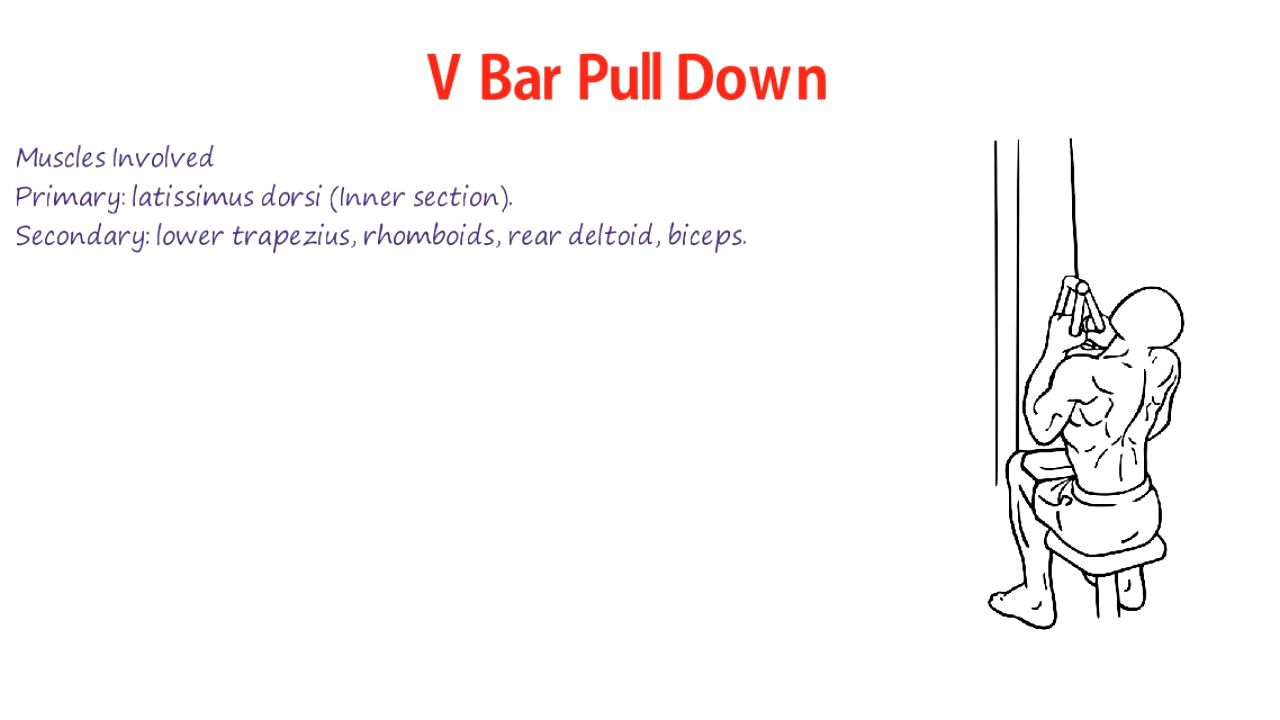 V Bar Pull Down
Muscles Involved
Primary: latissimus dorsi (Inner section).
Secondary: lower trapezius, rhomboids, rear deltoid, biceps.